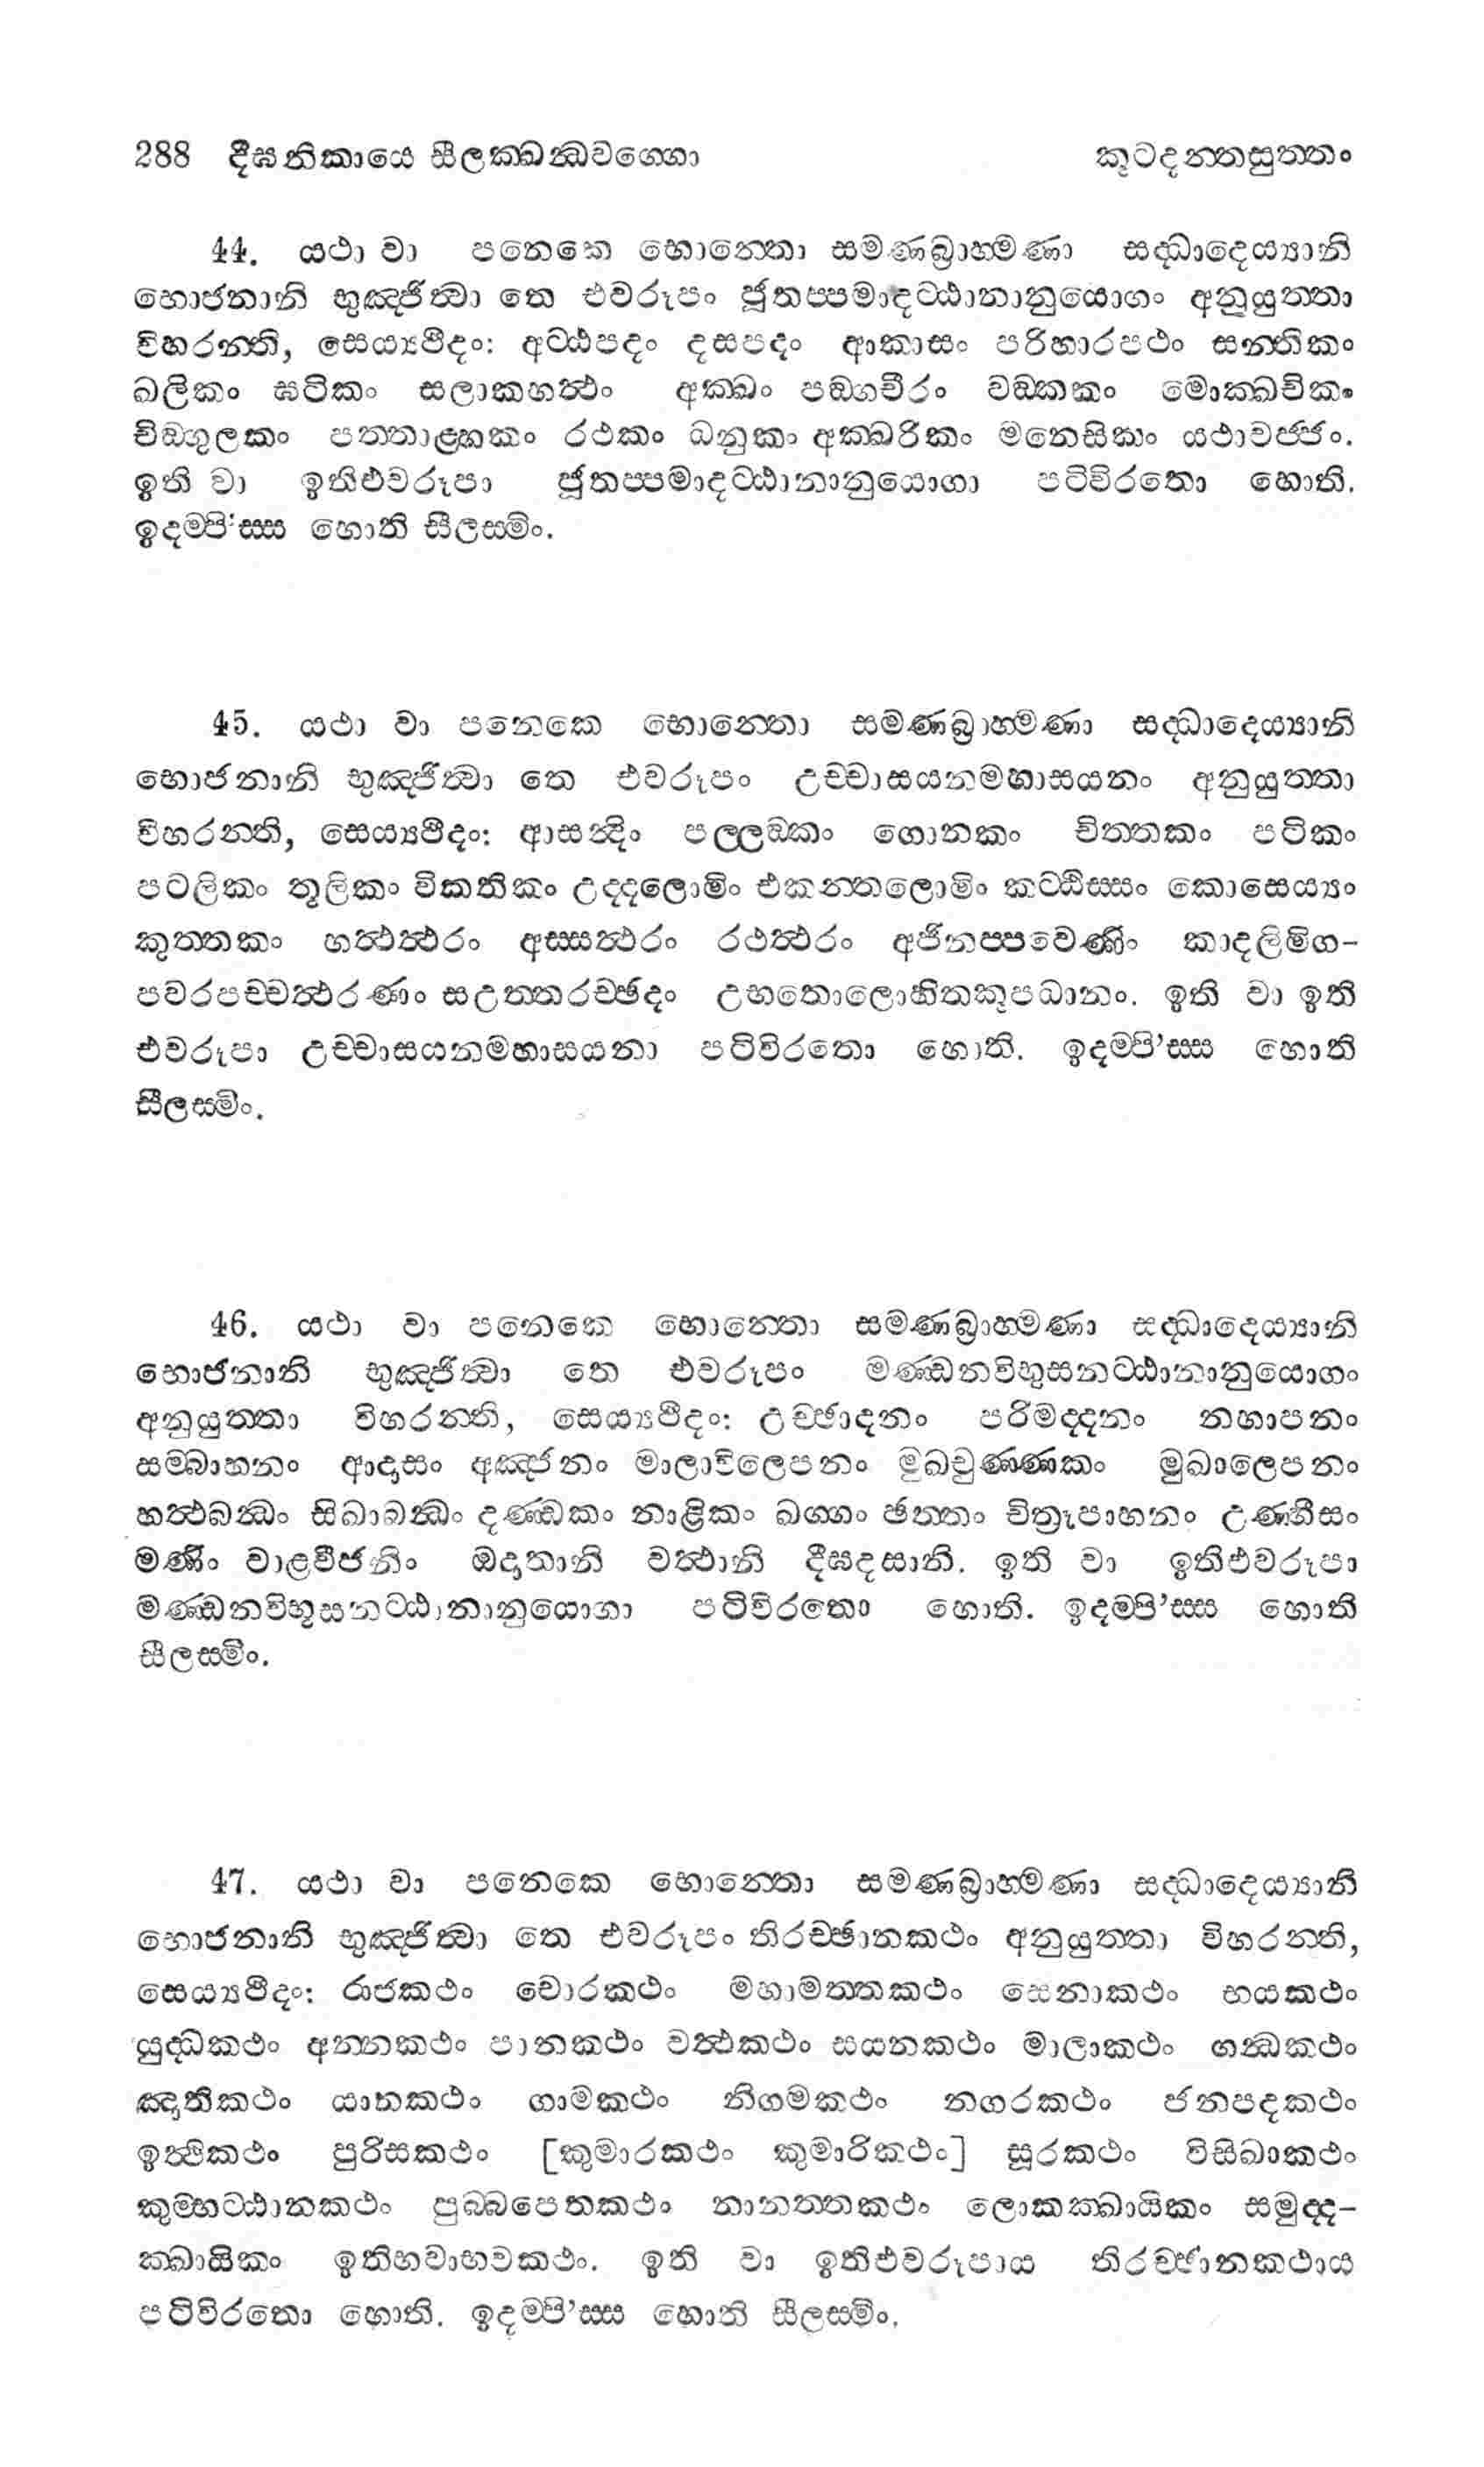 288 දීඝනිකායෙ සීලක්ඛන්ධවග්ගො කූටදන්තසුත්තං
44. යථා වා පනෙකෙ භොන්තො සමණබ්‍රාහ්මණා සද්ධාදෙය්‍යානි
භොජනානි භුඤ්ජිත්‍වා තෙ එවරූපං ජූතප්පමාදට්ඨානානුයොගං අනුයුත්තා
විහරන්ති, සෙය්‍යථීදං: අට්ඨපදං දසපදං ආකාසං පරිහාරපථං සන්තිකං
ඛලිකං ඝටිකං සලාකහත්‍ථං අක්ඛං පඞ්ගචීරං වඞ්කකං මොක්ඛචිකං
චිඞ්ගුලකං පත්තාළ්හකං රථකං ධනුකං අක්ඛරිකං මනෙසිකං යථාවජ්ජං.
ඉති වා ඉතිඑවරූපා ජූතප්පමාදට්ඨානානුයොගා පටිවිරතො හොති.
ඉදම්පි'ස්ස හොති සීලස්මිං.
45. යථා වා පනෙකෙ භොන්තො සමණබ්‍රාහ්මණා සද්ධාදෙය්‍යානි
භොජනානි භුඤ්ජිත්‍වා තෙ එවරූපං උච්චාසයනමහාසයනං අනුයුත්තා
විහරන්ති, සෙය්‍යථීදං: ආසන්‍දිං පල්ලඞ්කං ගොනකං චිත්තකං පටිකං
පටලිකං තූලිකං විකතිකං උද්දලොමිං එකන්තලොමිං කට්ඨිස්සං කොසෙය්‍යං
කුත්තකං හත්‍ථත්‍ථරං අස්සත්‍ථරං රථත්‍ථරං අජිනප්පවෙණිං කාදලිමිග-
පවරපච්චත්‍ථරණං සඋත්තරච්ඡදං උභතොලොහිතකූපධානං. ඉති වා ඉති
එවරූපා උච්චාසයනමහාසයනා පටිවිරතො හොති. ඉදම්පි'ස්ස හොති
සීලස්මිං.
46. යථා වා පනෙකෙ භොන්තො සමණබ්‍රාහ්මණා සද්ධාදෙය්‍යානි
භොජනානි භුඤ්ජිත්‍වා තෙ එවරූපං මණ්ඩනවිභුසනට්ඨානානුයොගං
අනුයුත්තා විහරන්ති, සෙය්‍යථීදං: උච්ඡාදනං පරිමද්දනං නහාපනං
සම්බාහනං ආදාසං අඤ්ජනං මාලාවිලෙපනං මුඛචුණ්ණකං මුඛාලෙපනං
හත්‍ථබන්‍ධං සිඛාබන්‍ධං දණ්ඩකං නාළිකං ඛග්ගං ඡත්තං චිත්‍රූපාහනං උණ්හීසං
මණිං වාළවීජනිං ඔදාතානි වත්‍ථානි දීඝදසානි. ඉති වා ඉතිඑවරූපා
මණ්ඩනවිභූසනට්ඨානානුයොගා පටිවිරතො හොති. ඉදම්පි'ස්ස හොති
සීලස්මිං.
47. යථා වා පනෙකෙ භොන්තො සමණබ්‍රාහ්මණා සද්ධාදෙය්‍යානි
භොජනානි භුඤ්ජිත්‍වා තෙ එවරූපං තිරච්ඡානකථං අනුයුත්තා විහරන්ති,
සෙය්‍යථීදං: රාජකථං චොරකථං මහාමත්තකථං සෙනාකථං භයකථං
යුද්ධකථං අන්නකථං පානකථං වත්‍ථකථං සයනකථං මාලාකථං ගන්‍ධකථං
ඤාතිකථං යානකථං ගාමකථං නිගමකථං නගරකථං ජනපදකථං
ඉත්‍ථිකථං පුරිසකථං [කුමාරකථං කුමාරිකථං] සූරකථං විසිඛාකථං
කුම්භට්ඨානකථං පුබ්බපෙතකථං නානත්තකථං ලොකක්ඛායිකං සමුද්ද-
ක්ඛායිකං ඉතිභවාභවකථං. ඉති වා ඉතිඑවරූපාය තිරච්ඡානකථාය
පටිවිරතො හොති. ඉදම්පි'ස්ස හොති සීලස්මිං.